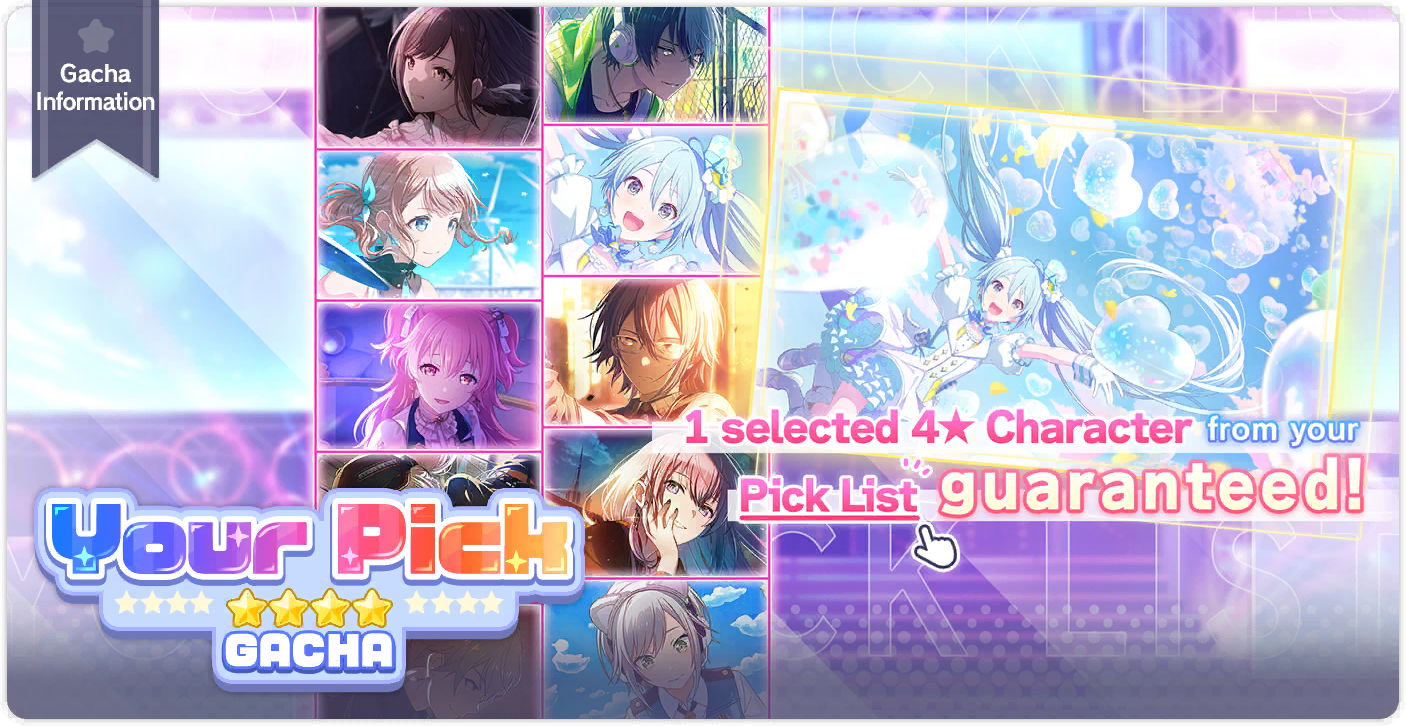 Gacha
Information
1 selected 4★ Character from your
Pick List guaranteed!
Your Pick
GACHA